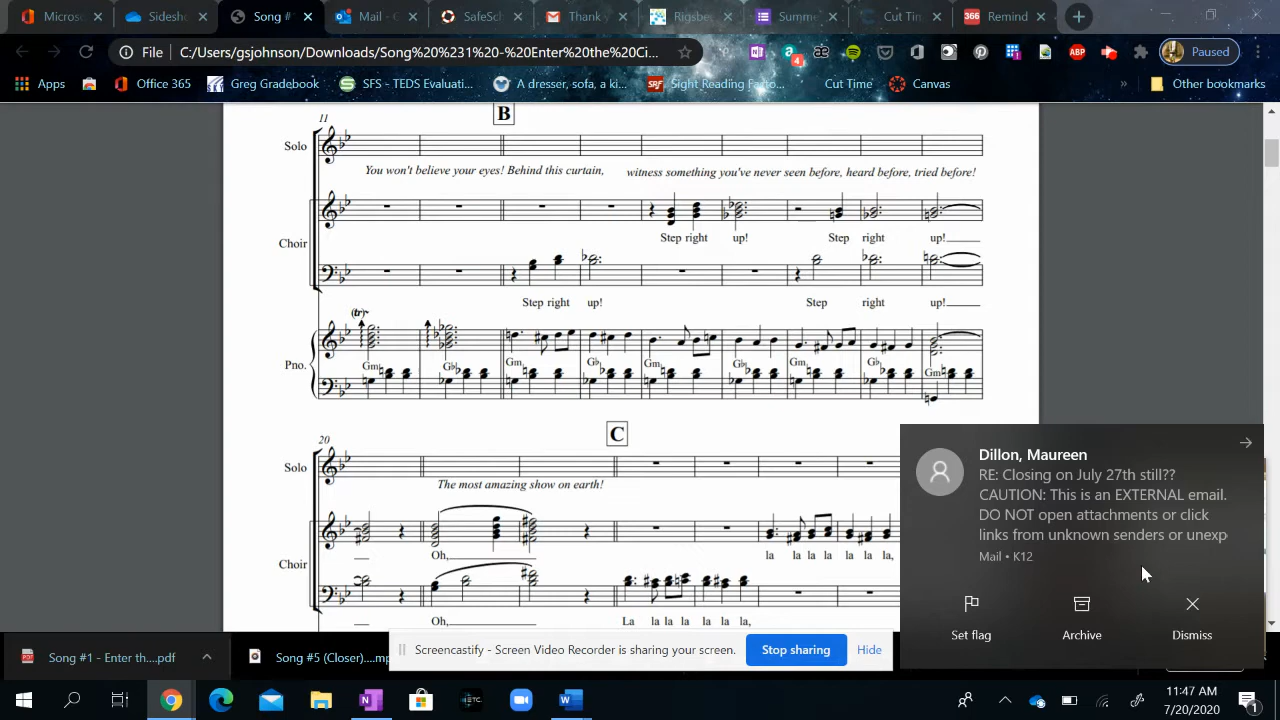 Microso
Sidesho
Song #
Mail
SafeSch
Thank y
Rigsbee
Summe
Cut Tim
Remind
Paused
File C:/Users/gsjohnson/Downloads/Song%20%231%20-%20Enter%20the%20Ci...
Apps
Office 365
Greg Gradebook
SFS - TEDS Evaluati...
A dresser, sofa, a ki...
SRF Sight Reading Facto...
Cut Time
Canvas
» Other bookmarks
11
B
Solo
You won't believe your eyes! Behind this curtain, witness something you've never seen before, heard before, tried before!
Step right up! Step right up!
Choir
Step right up! Step right up!
(tr)
Pno.
Gm Gb Gm Gb Gm Gb Gm Gb Gm
20
C
Solo
The most amazing show on earth!
Oh, la la la la la la la,
Choir
Oh, La la la la la la,
Dillon, Maureen
RE: Closing on July 27th still??
CAUTION: This is an EXTERNAL email.
DO NOT open attachments or click
links from unknown senders or unexp
Mail • K12
Set flag
Archive
Dismiss
Song #1 - Enter th....pdf
Song #5 (Closer)....mp
Screencastify - Screen Video Recorder is sharing your screen.
Stop sharing
Hide
11:47 AM
7/20/2020